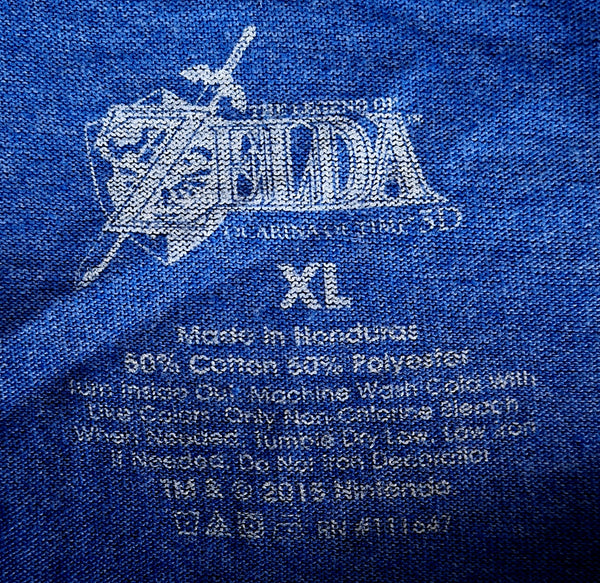 THE LEGEND OF
ZELDA™
OCARINA OF TIME 3D
XL
Made in Honduras
50% Cotton 50% Polyester
Turn Inside Out. Machine Wash Cold With
Like Colors. Only Non-Chlorine Bleach
When Needed. Tumble Dry Low. Low Iron
If Needed. Do Not Iron Decoration
TM & © 2015 Nintendo
RN #111647